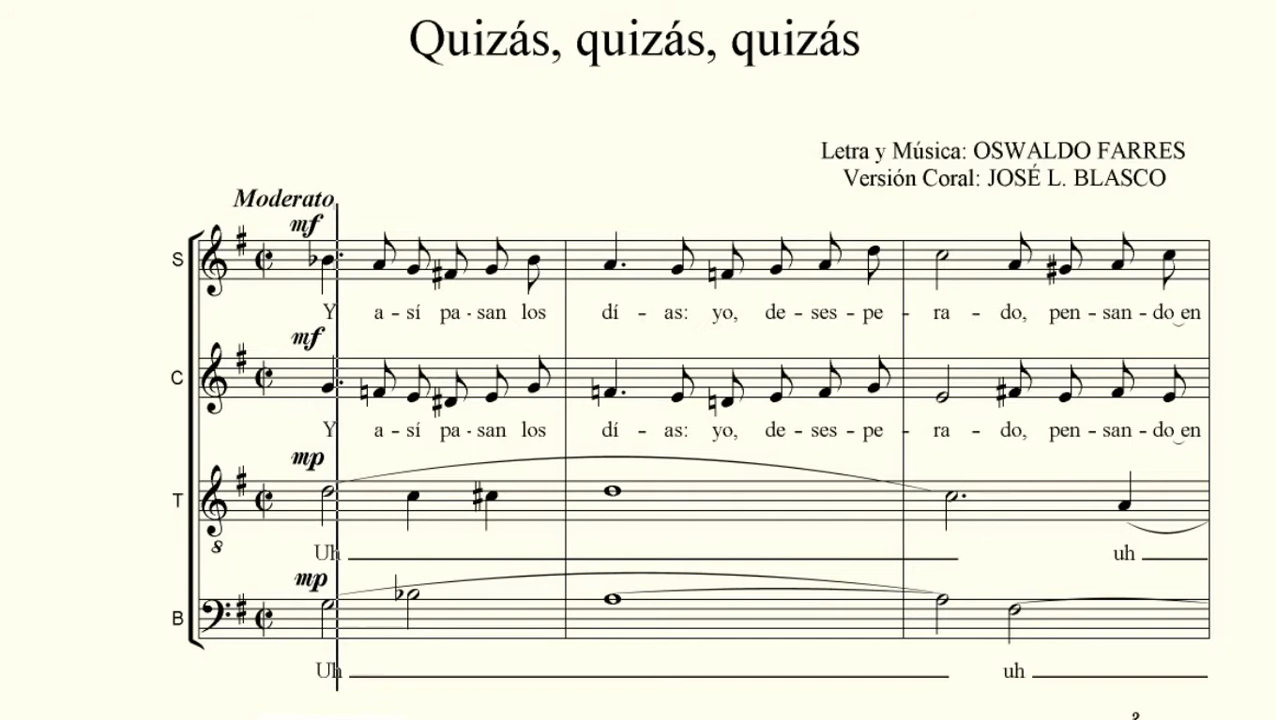 Quizás, quizás, quizás
Letra y Música: OSWALDO FARRES
Versión Coral: JOSÉ L. BLASCO
Moderato
mf
S
Y a - sí pa - san los dí - as: yo, de - ses - pe - ra - do, pen - san - do en
mf
C
Y a - sí pa - san los dí - as: yo, de - ses - pe - ra - do, pen - san - do en
mp
T
8
Uh uh
mp
B
Uh uh